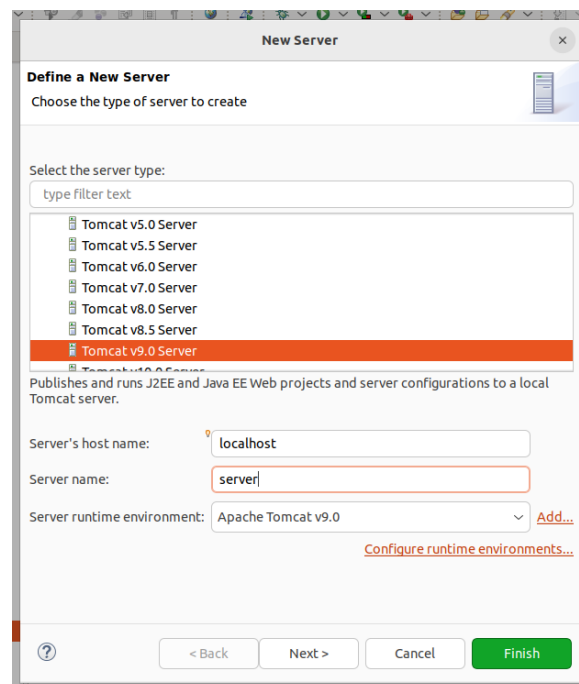 New Server
Define a New Server
Choose the type of server to create
Select the server type:
type filter text
Tomcat v5.0 Server
Tomcat v5.5 Server
Tomcat v6.0 Server
Tomcat v7.0 Server
Tomcat v8.0 Server
Tomcat v8.5 Server
Tomcat v9.0 Server
Tomcat v10.0 Server
Publishes and runs J2EE and Java EE Web projects and server configurations to a local
Tomcat server.
Server's host name: localhost
Server name: server
Server runtime environment: Apache Tomcat v9.0 Add...
Configure runtime environments...
< Back Next > Cancel Finish